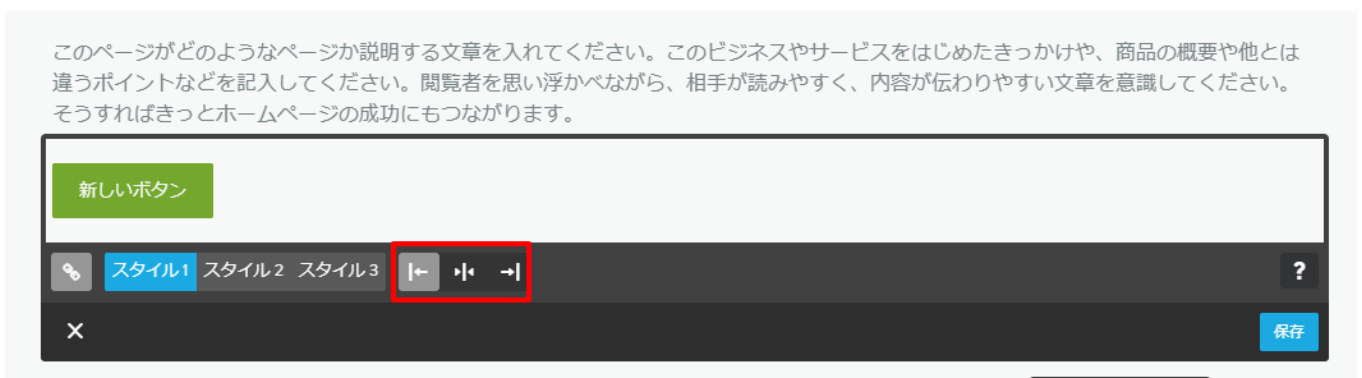 このページがどのようなページか説明する文章を入れてください。このビジネスやサービスをはじめたきっかけや、商品の概要や他とは
違うポイントなどを記入してください。閲覧者を思い浮かべながら、相手が読みやすく、内容が伝わりやすい文章を意識してください。
そうすればきっとホームページの成功にもつながります。
新しいボタン
スタイル1 スタイル2 スタイル3 ?
保存